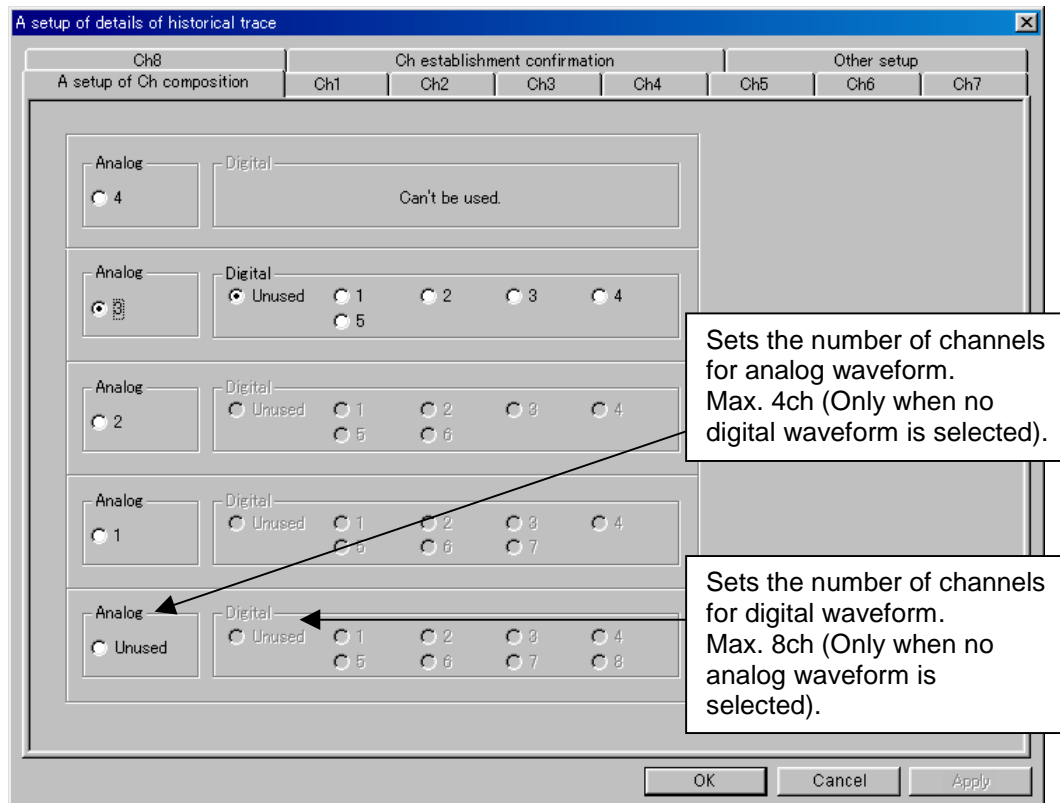 A setup of details of historical trace
Ch8 Ch establishment confirmation Other setup
A setup of Ch composition Ch1 Ch2 Ch3 Ch4 Ch5 Ch6 Ch7
Analog Digital
4 Can't be used.
Analog Digital
3 Unused 1 2 3 4
5
Analog Digital
2 Unused 1 2 3 4
5 6
Analog Digital
1 Unused 1 2 3 4
5 6 7
Analog Digital
Unused Unused 1 2 3 4
5 6 7 8
Sets the number of channels
for analog waveform.
Max. 4ch (Only when no
digital waveform is selected).
Sets the number of channels
for digital waveform.
Max. 8ch (Only when no
analog waveform is
selected).
OK Cancel Apply